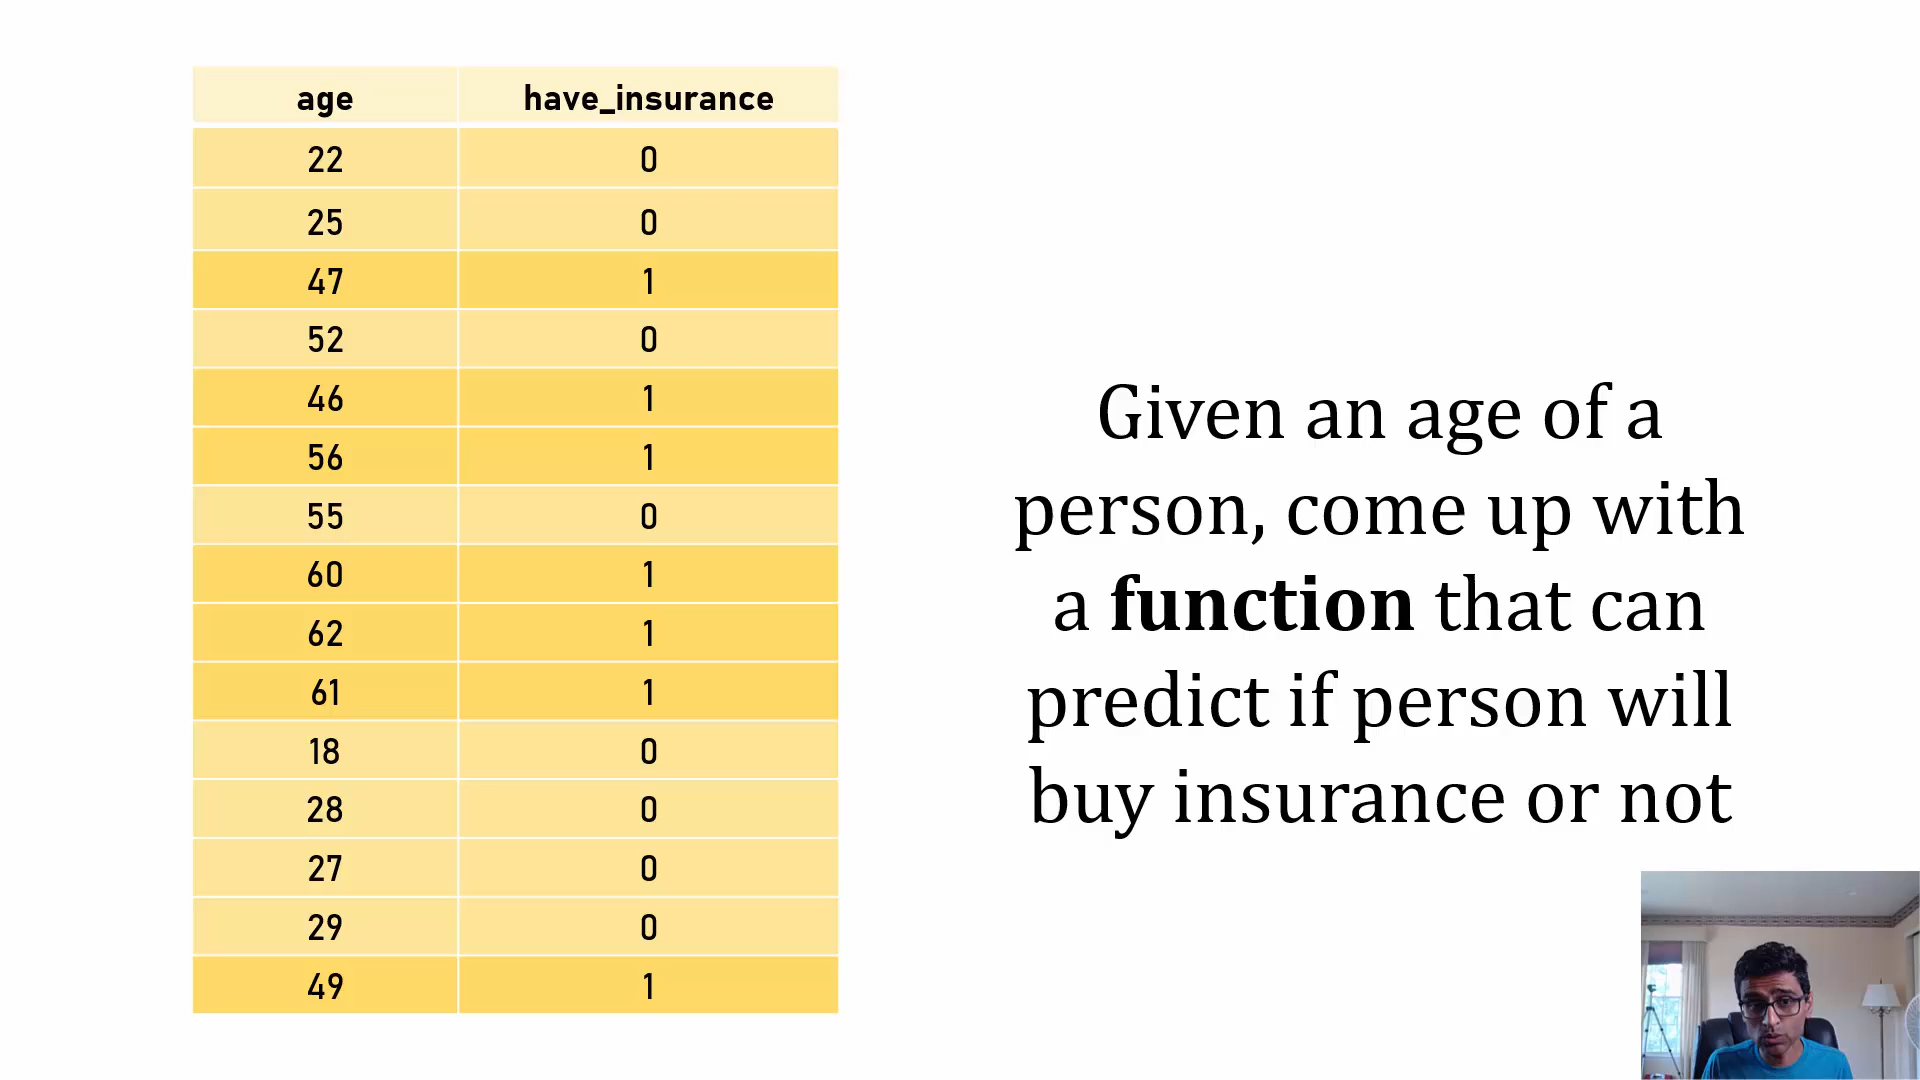 age have_insurance
22 0
25 0
47 1
52 0
46 1
56 1
55 0
60 1
62 1
61 1
18 0
28 0
27 0
29 0
49 1
Given an age of a
person, come up with
a function that can
predict if person will
buy insurance or not